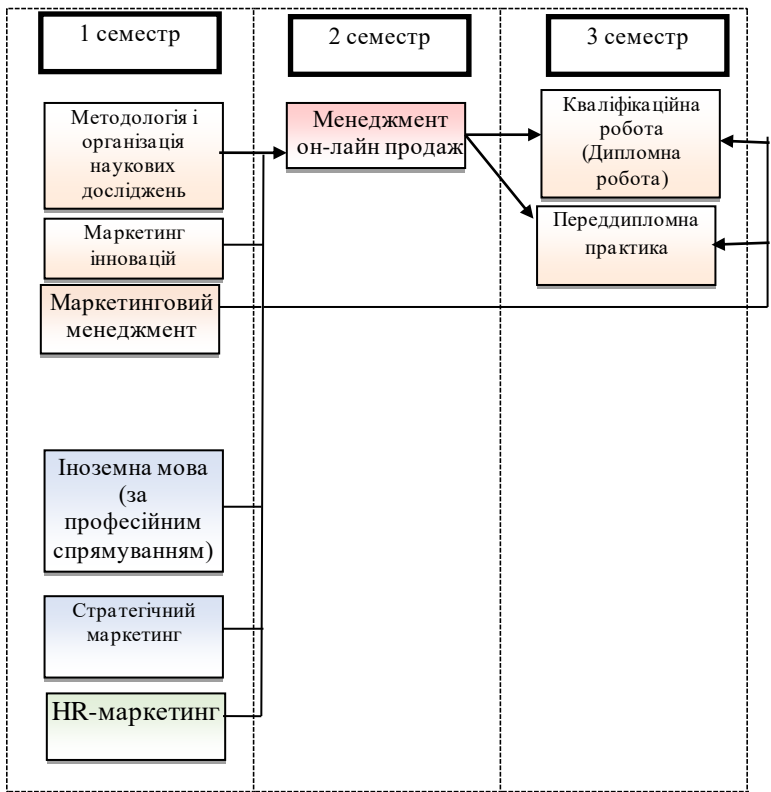 1 семестр
2 семестр
3 семестр
Методологія і
організація
наукових
досліджень
Маркетинг
інновацій
Маркетинговий
менеджмент
Іноземна мова
(за
професійним
спрямуванням)
Стратегічний
маркетинг
HR-маркетинг
Менеджмент
он-лайн продаж
Кваліфікаційна
робота
(Дипломна
робота)
Переддипломна
практика